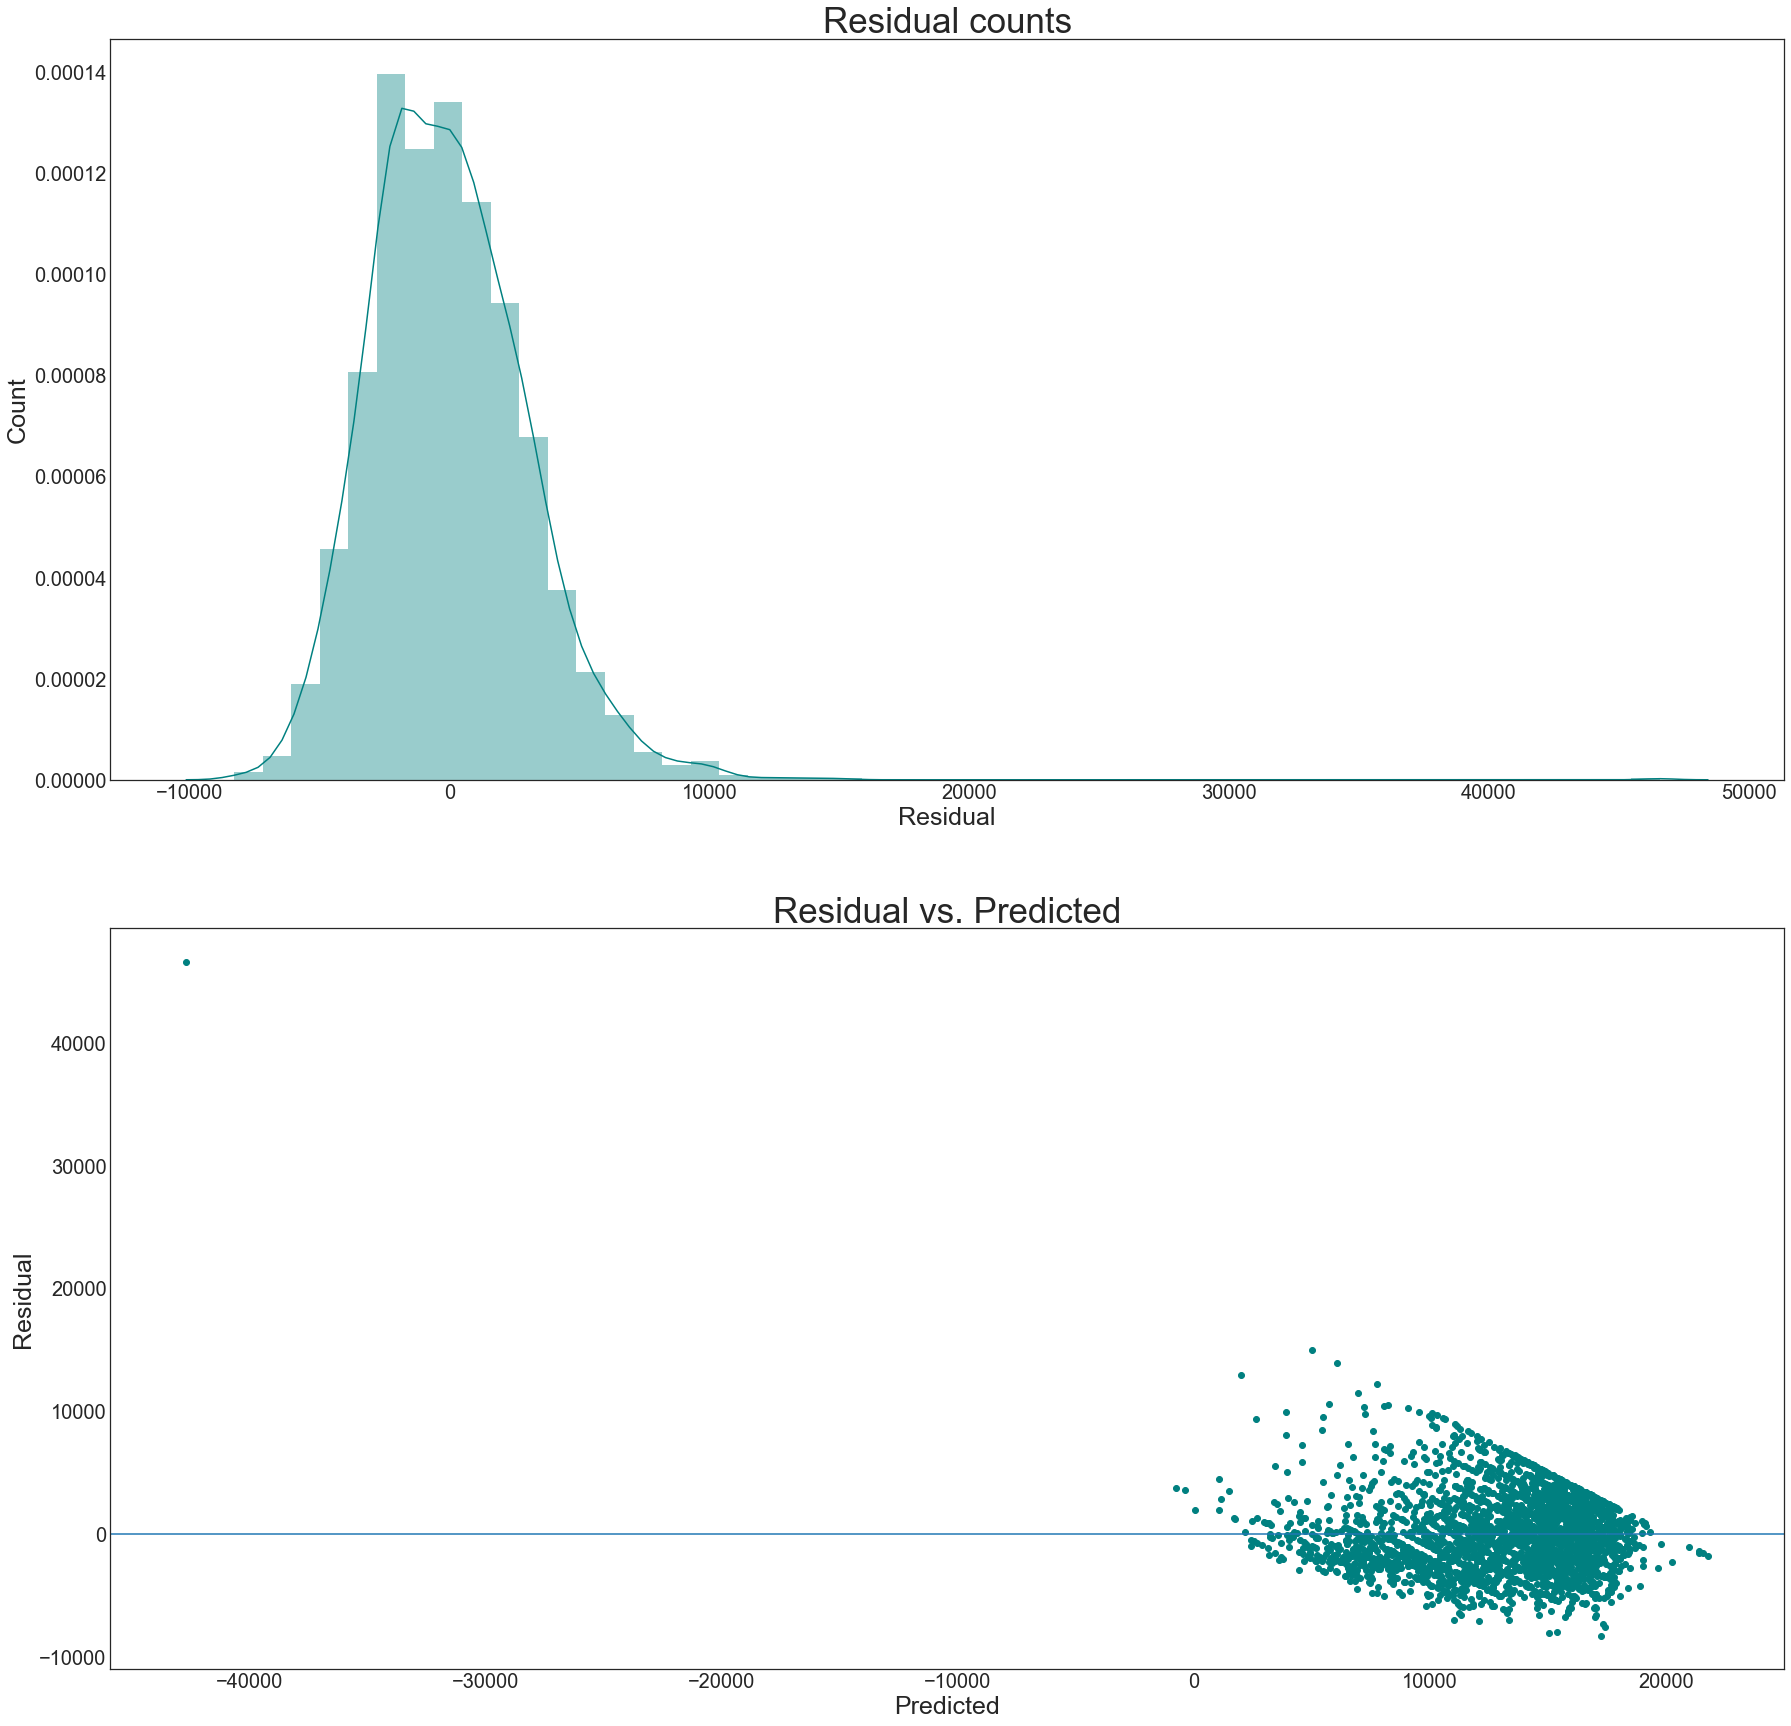 Residual counts
0.00014
0.00012
0.00010
0.00008
0.00006
0.00004
0.00002
0.00000
Count
−10000 0 10000 20000 30000 40000 50000
Residual
Residual vs. Predicted
40000
30000
20000
10000
0
−10000
Residual
−40000 −30000 −20000 −10000 0 10000 20000
Predicted